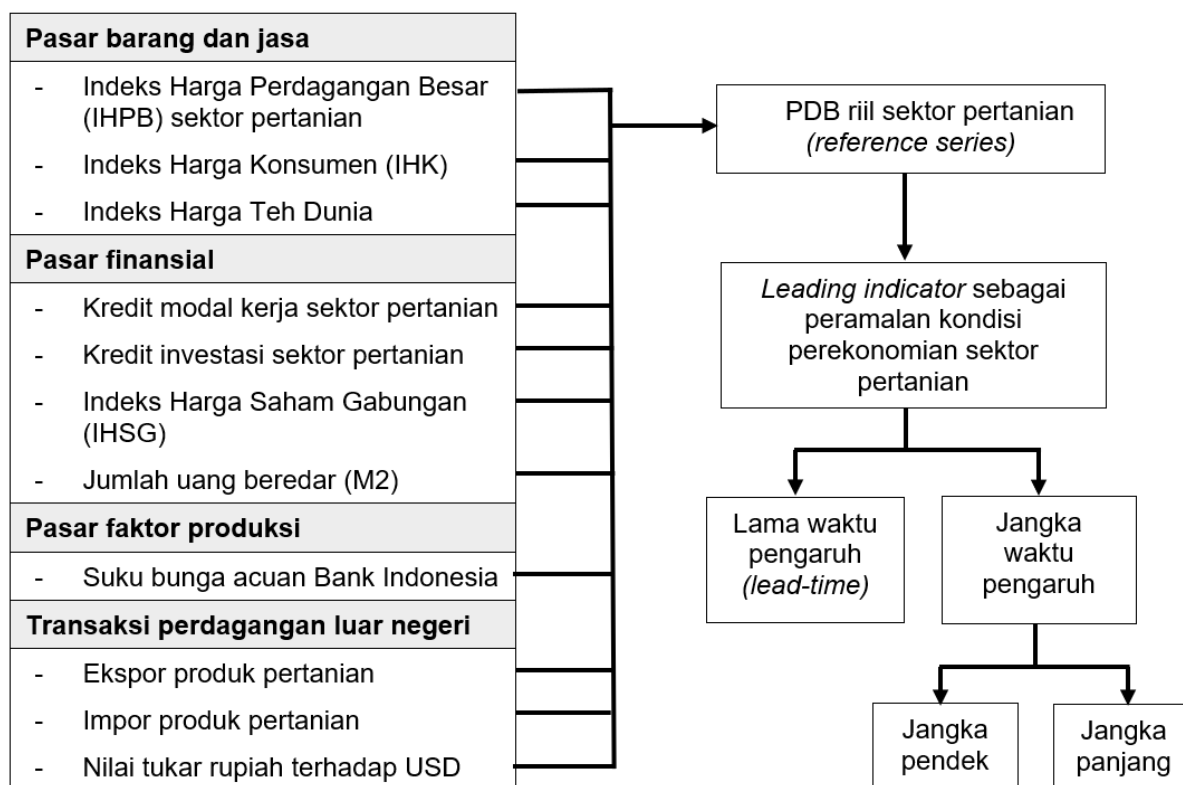 Pasar barang dan jasa
- Indeks Harga Perdagangan Besar
(IHPB) sektor pertanian
- Indeks Harga Konsumen (IHK)
- Indeks Harga Teh Dunia
Pasar finansial
- Kredit modal kerja sektor pertanian
- Kredit investasi sektor pertanian
- Indeks Harga Saham Gabungan
(IHSG)
- Jumlah uang beredar (M2)
Pasar faktor produksi
- Suku bunga acuan Bank Indonesia
Transaksi perdagangan luar negeri
- Ekspor produk pertanian
- Impor produk pertanian
- Nilai tukar rupiah terhadap USD
PDB riil sektor pertanian
(reference series)
Leading indicator sebagai
peramalan kondisi
perekonomian sektor
pertanian
Lama waktu
pengaruh
(lead-time)
Jangka
waktu
pengaruh
Jangka
pendek
Jangka
panjang